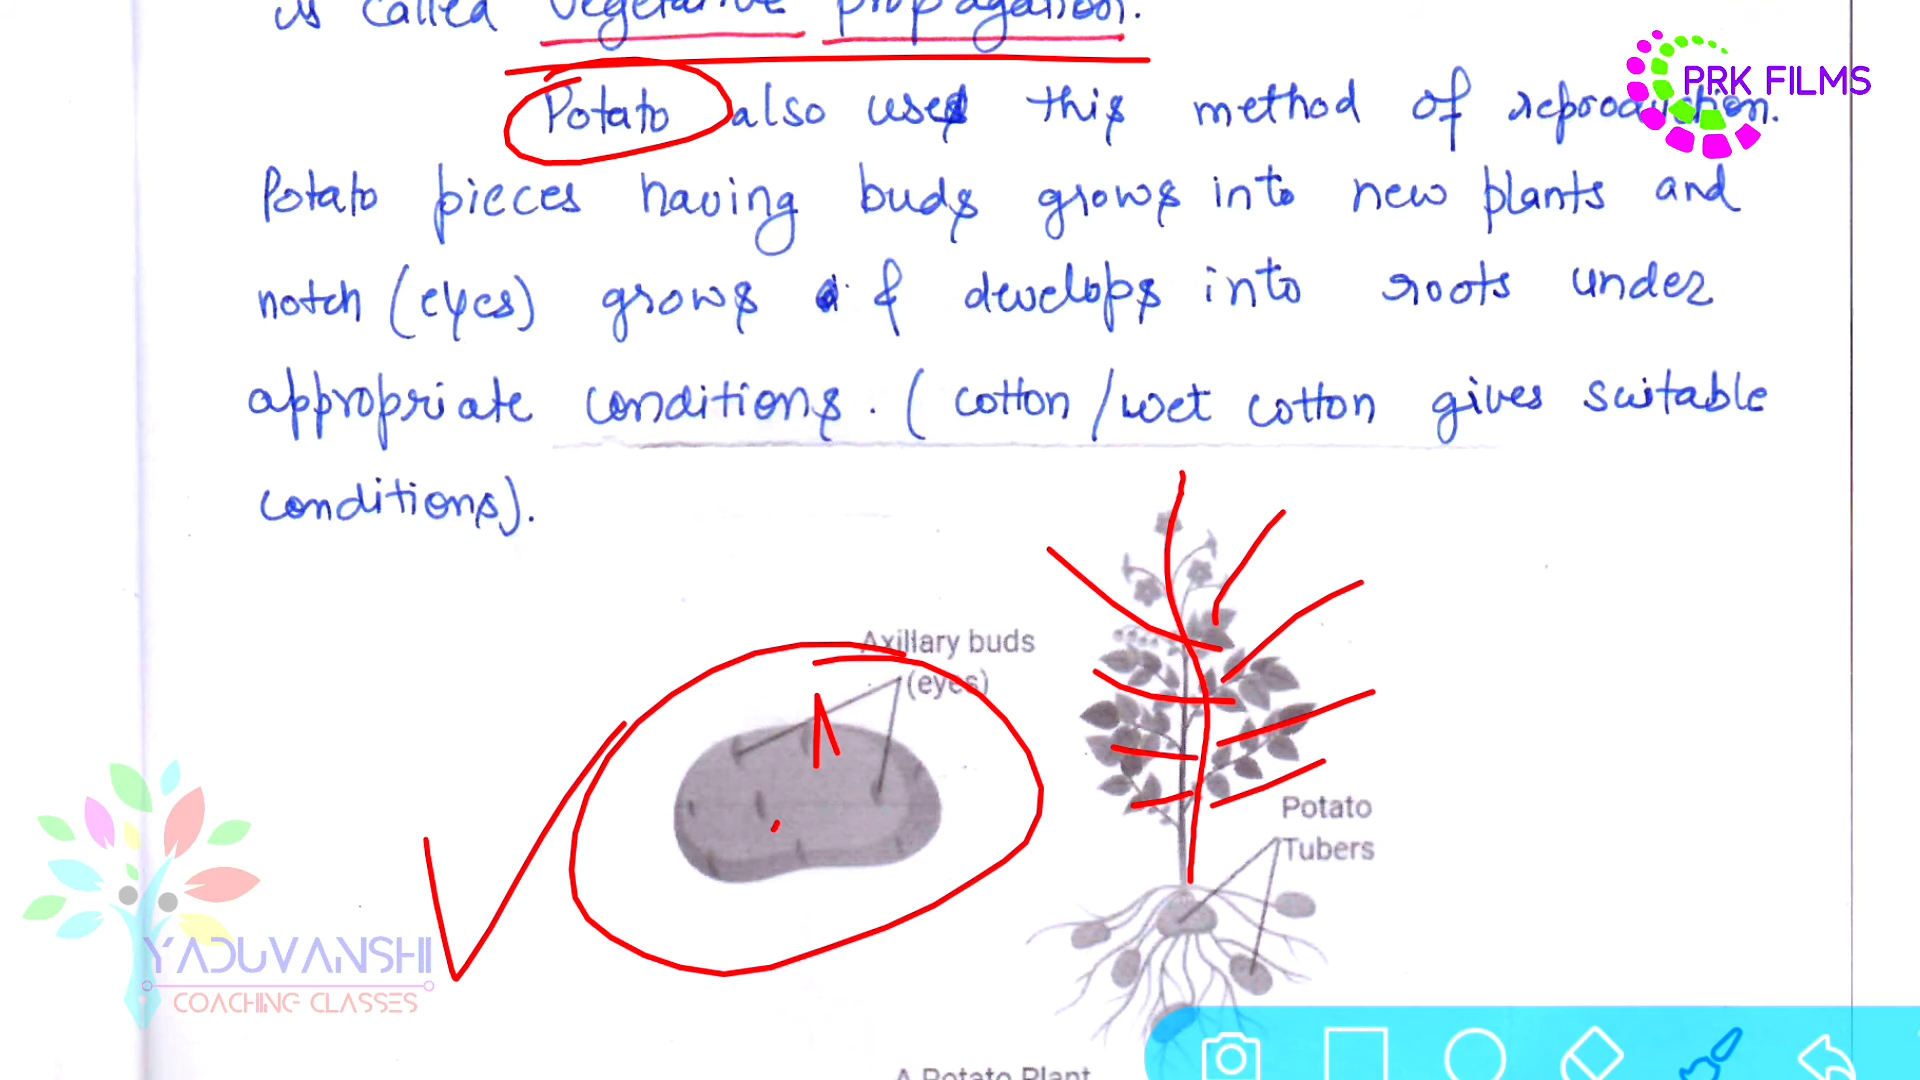 is called vegetative propagation.
Potato also use this method of reproduction.
Potato pieces having buds grows into new plants and
notch (eyes) grows & develops into roots under
appropriate conditions. (cotton/wet cotton gives suitable
conditions).
Axillary buds
(eyes)
Potato
Tubers
A Potato Plant
PRK FILMS
YADUVANSHI
COACHING CLASSES